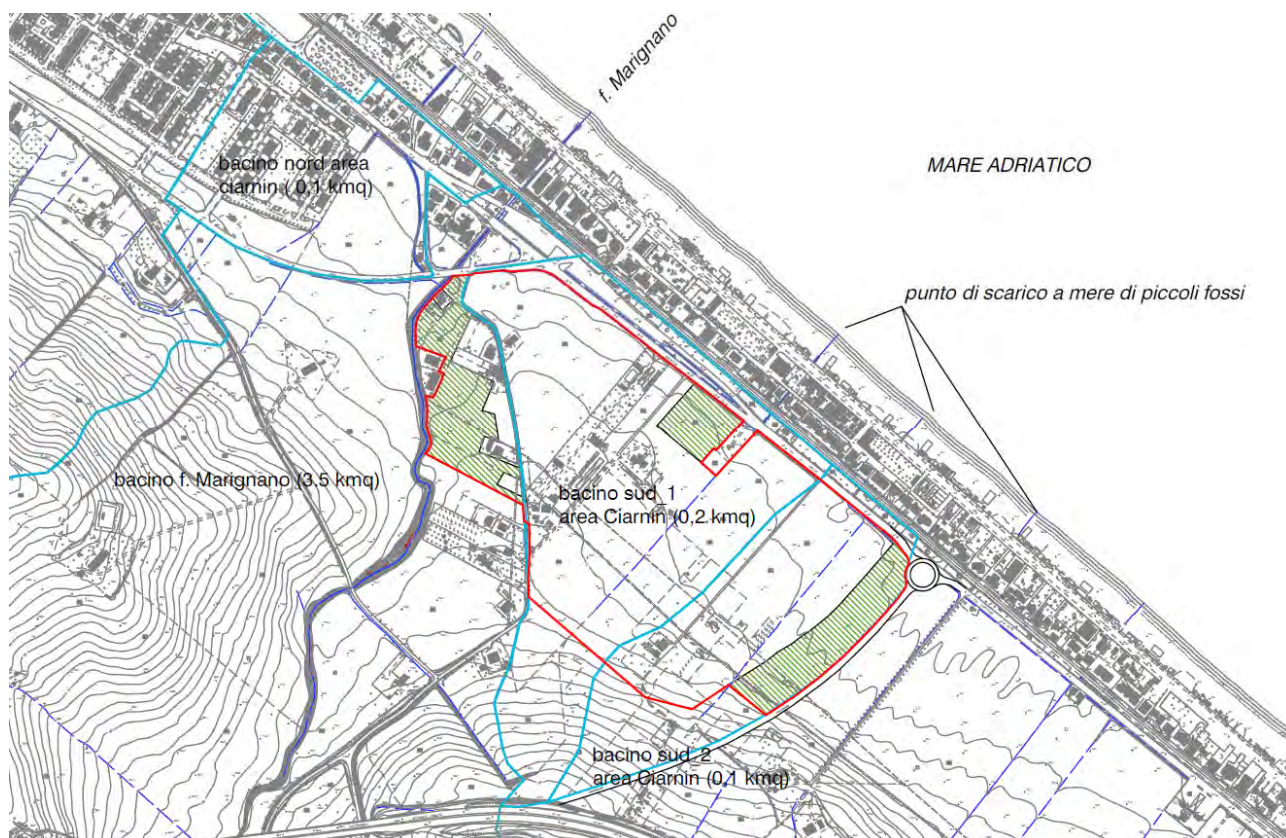 f. Marignano
MARE ADRIATICO
bacino nord area
ciarnin ( 0,1 kmq)
punto di scarico a mere di piccoli fossi
bacino f. Marignano (3.5 kmq)
bacino sud_1
area Ciarnin (0,2 kmq)
bacino sud_2
area Ciarnin (0.1 kmq)